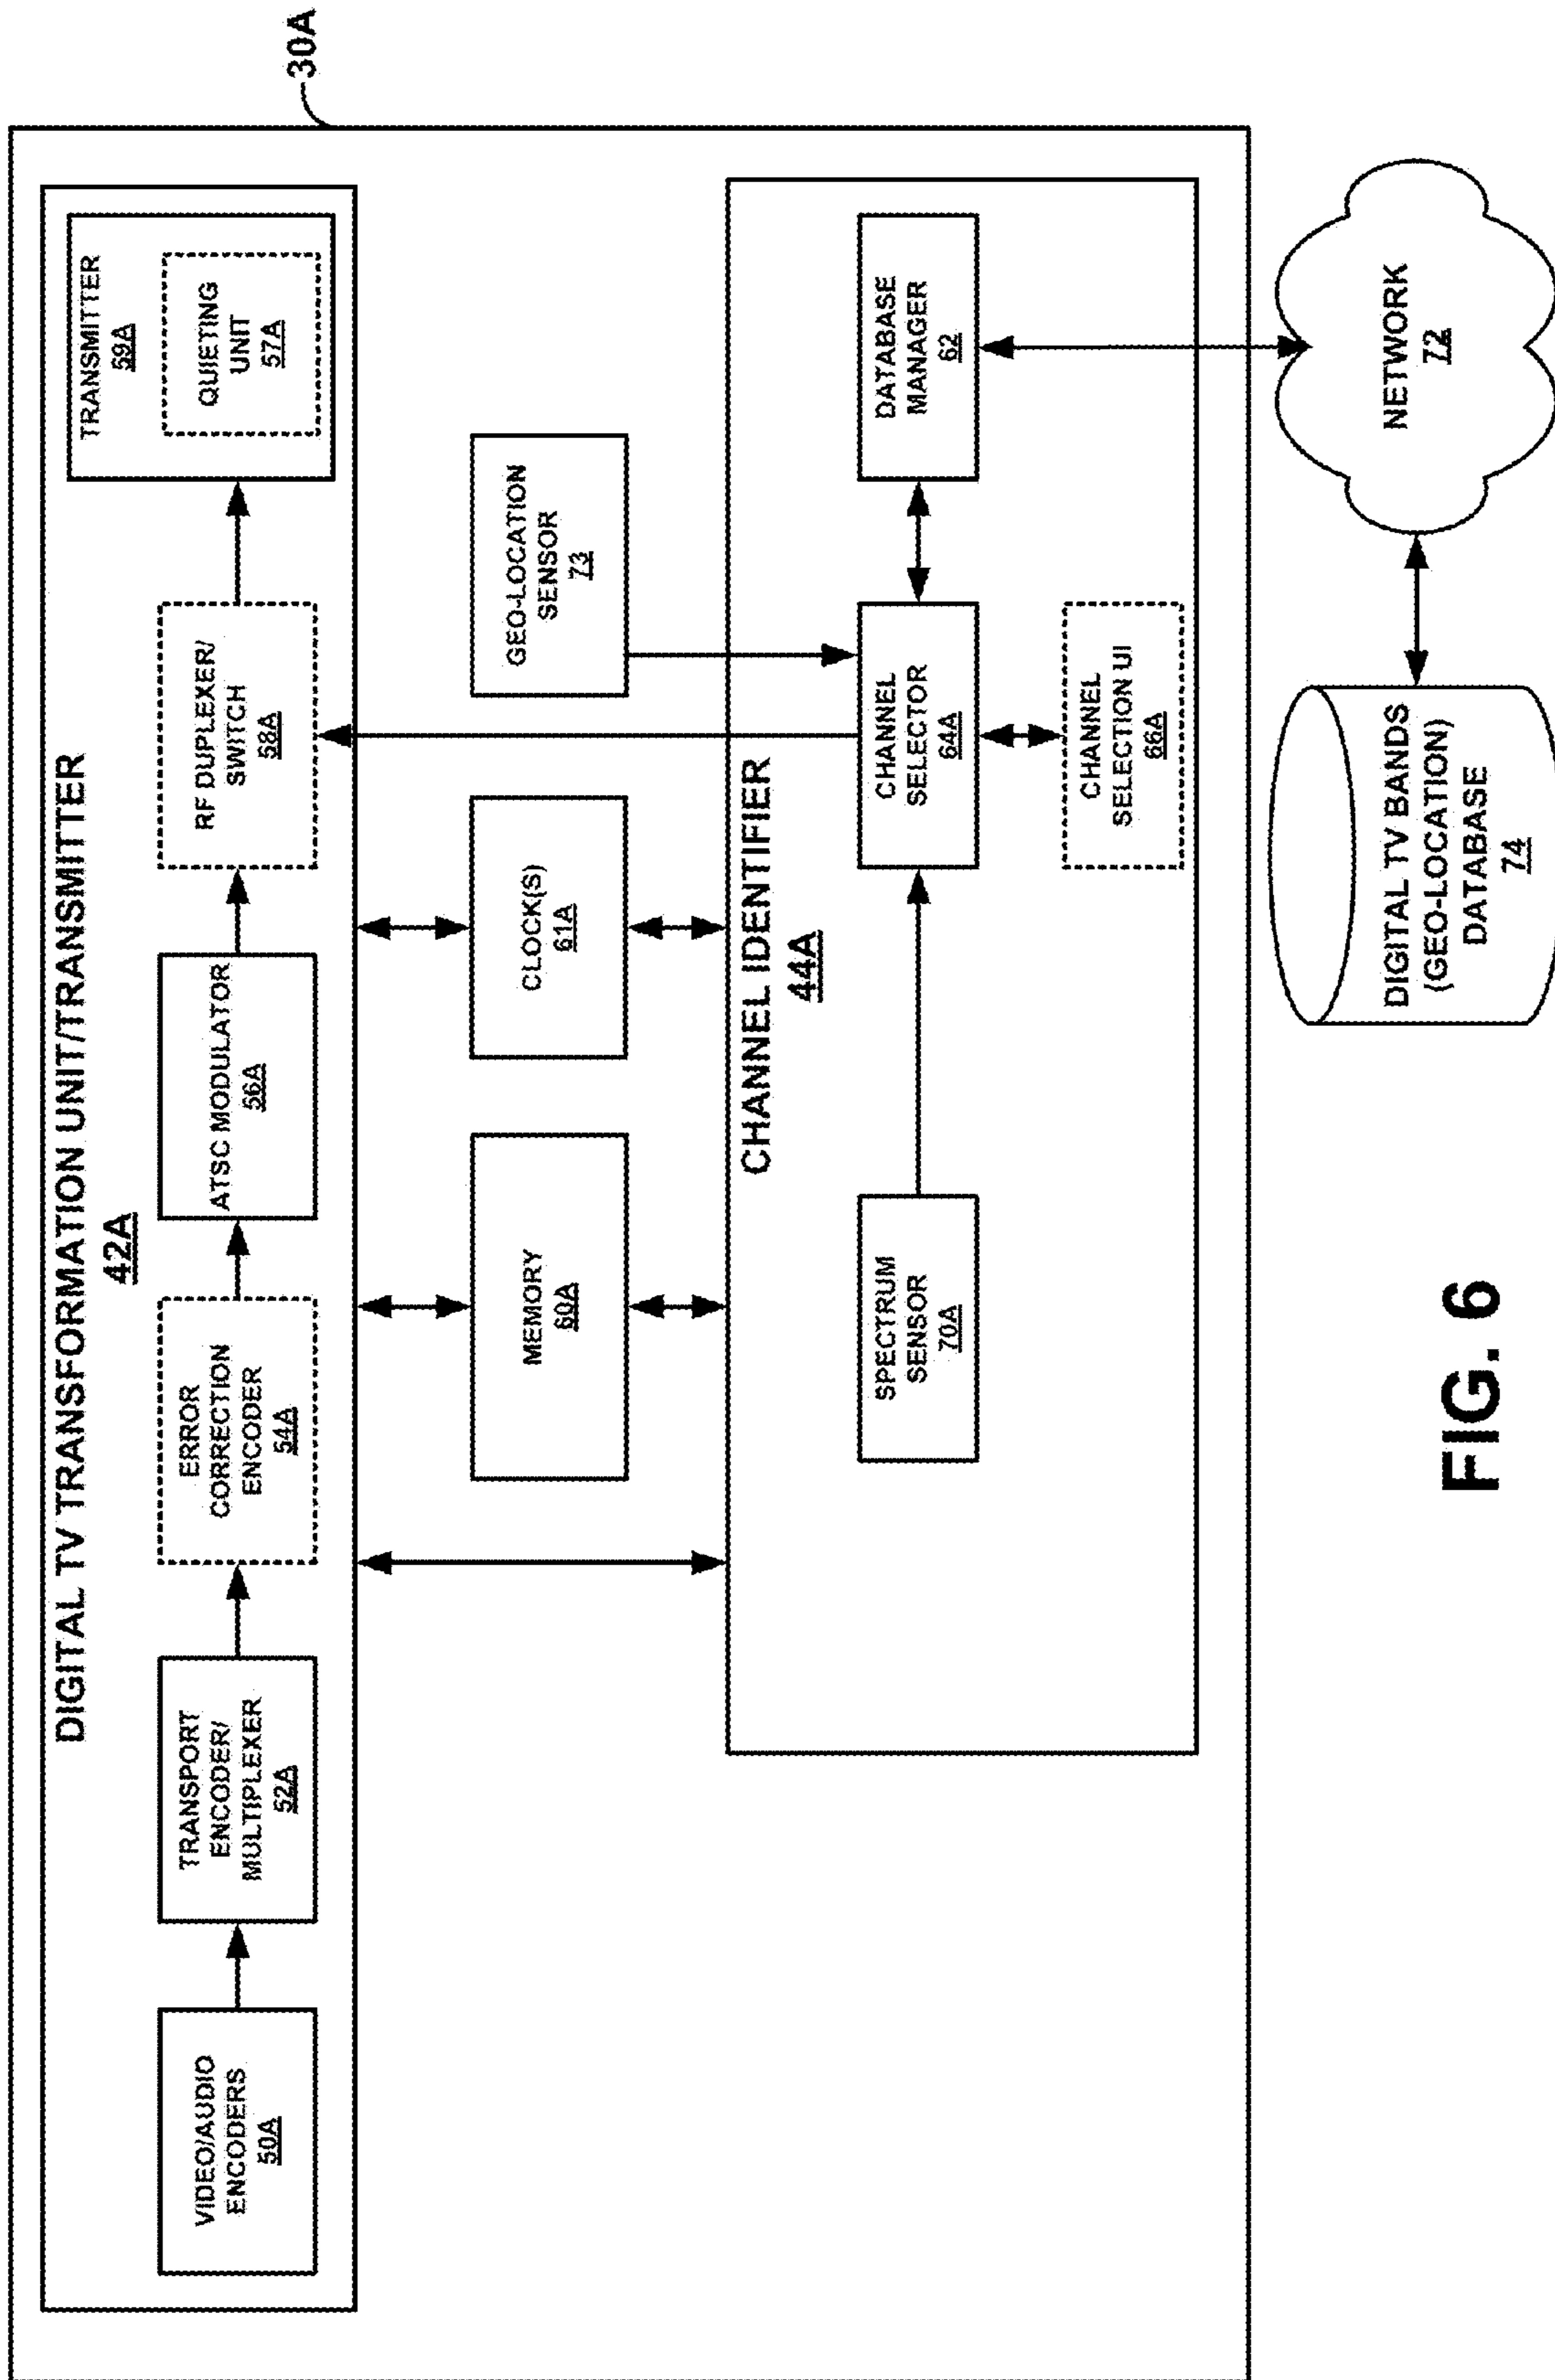 30A
DIGITAL TV TRANSFORMATION UNIT/TRANSMITTER
42A
VIDEO/AUDIO
ENCODERS
50A
TRANSPORT
ENCODER/
MULTIPLEXER
52A
ERROR
CORRECTION
ENCODER
54A
ATSC MODULATOR
56A
RF DUPLEXER/
SWITCH
58A
TRANSMITTER
59A
QUIETING
UNIT
57A
MEMORY
60A
CLOCK(S)
61A
GEO-LOCATION
SENSOR
73
CHANNEL IDENTIFIER
44A
SPECTRUM
SENSOR
70A
CHANNEL
SELECTOR
64A
DATABASE
MANAGER
62
CHANNEL
SELECTION UI
66A
DIGITAL TV BANDS
(GEO-LOCATION)
DATABASE
74
NETWORK
72
FIG. 6